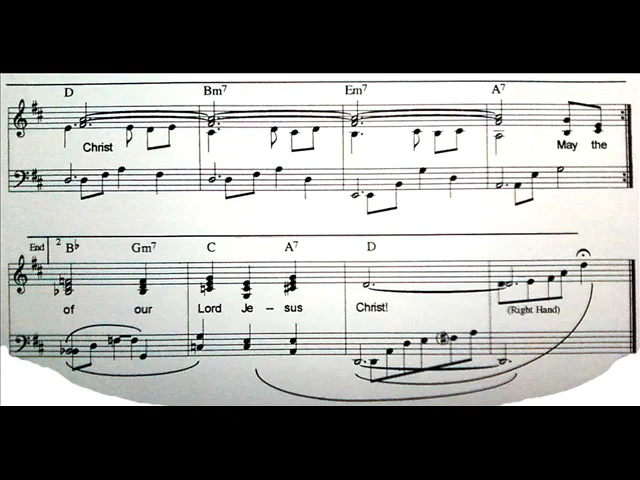 D Bm7 Em7 A7
Christ May the
End 2 B♭ Gm7 C A7 D
of our Lord Je – sus Christ! (Right Hand)